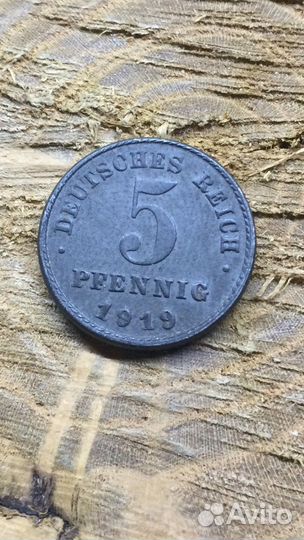 · DEUTSCHES REICH ·
5
PFENNIG
1919
Avito